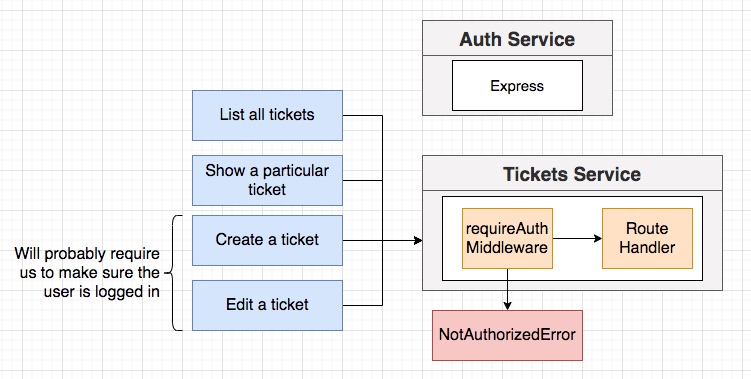 Auth Service
Express
List all tickets
Show a particular
ticket
Create a ticket
Edit a ticket
Will probably require
us to make sure the
user is logged in
Tickets Service
requireAuth
Middleware
Route
Handler
NotAuthorizedError